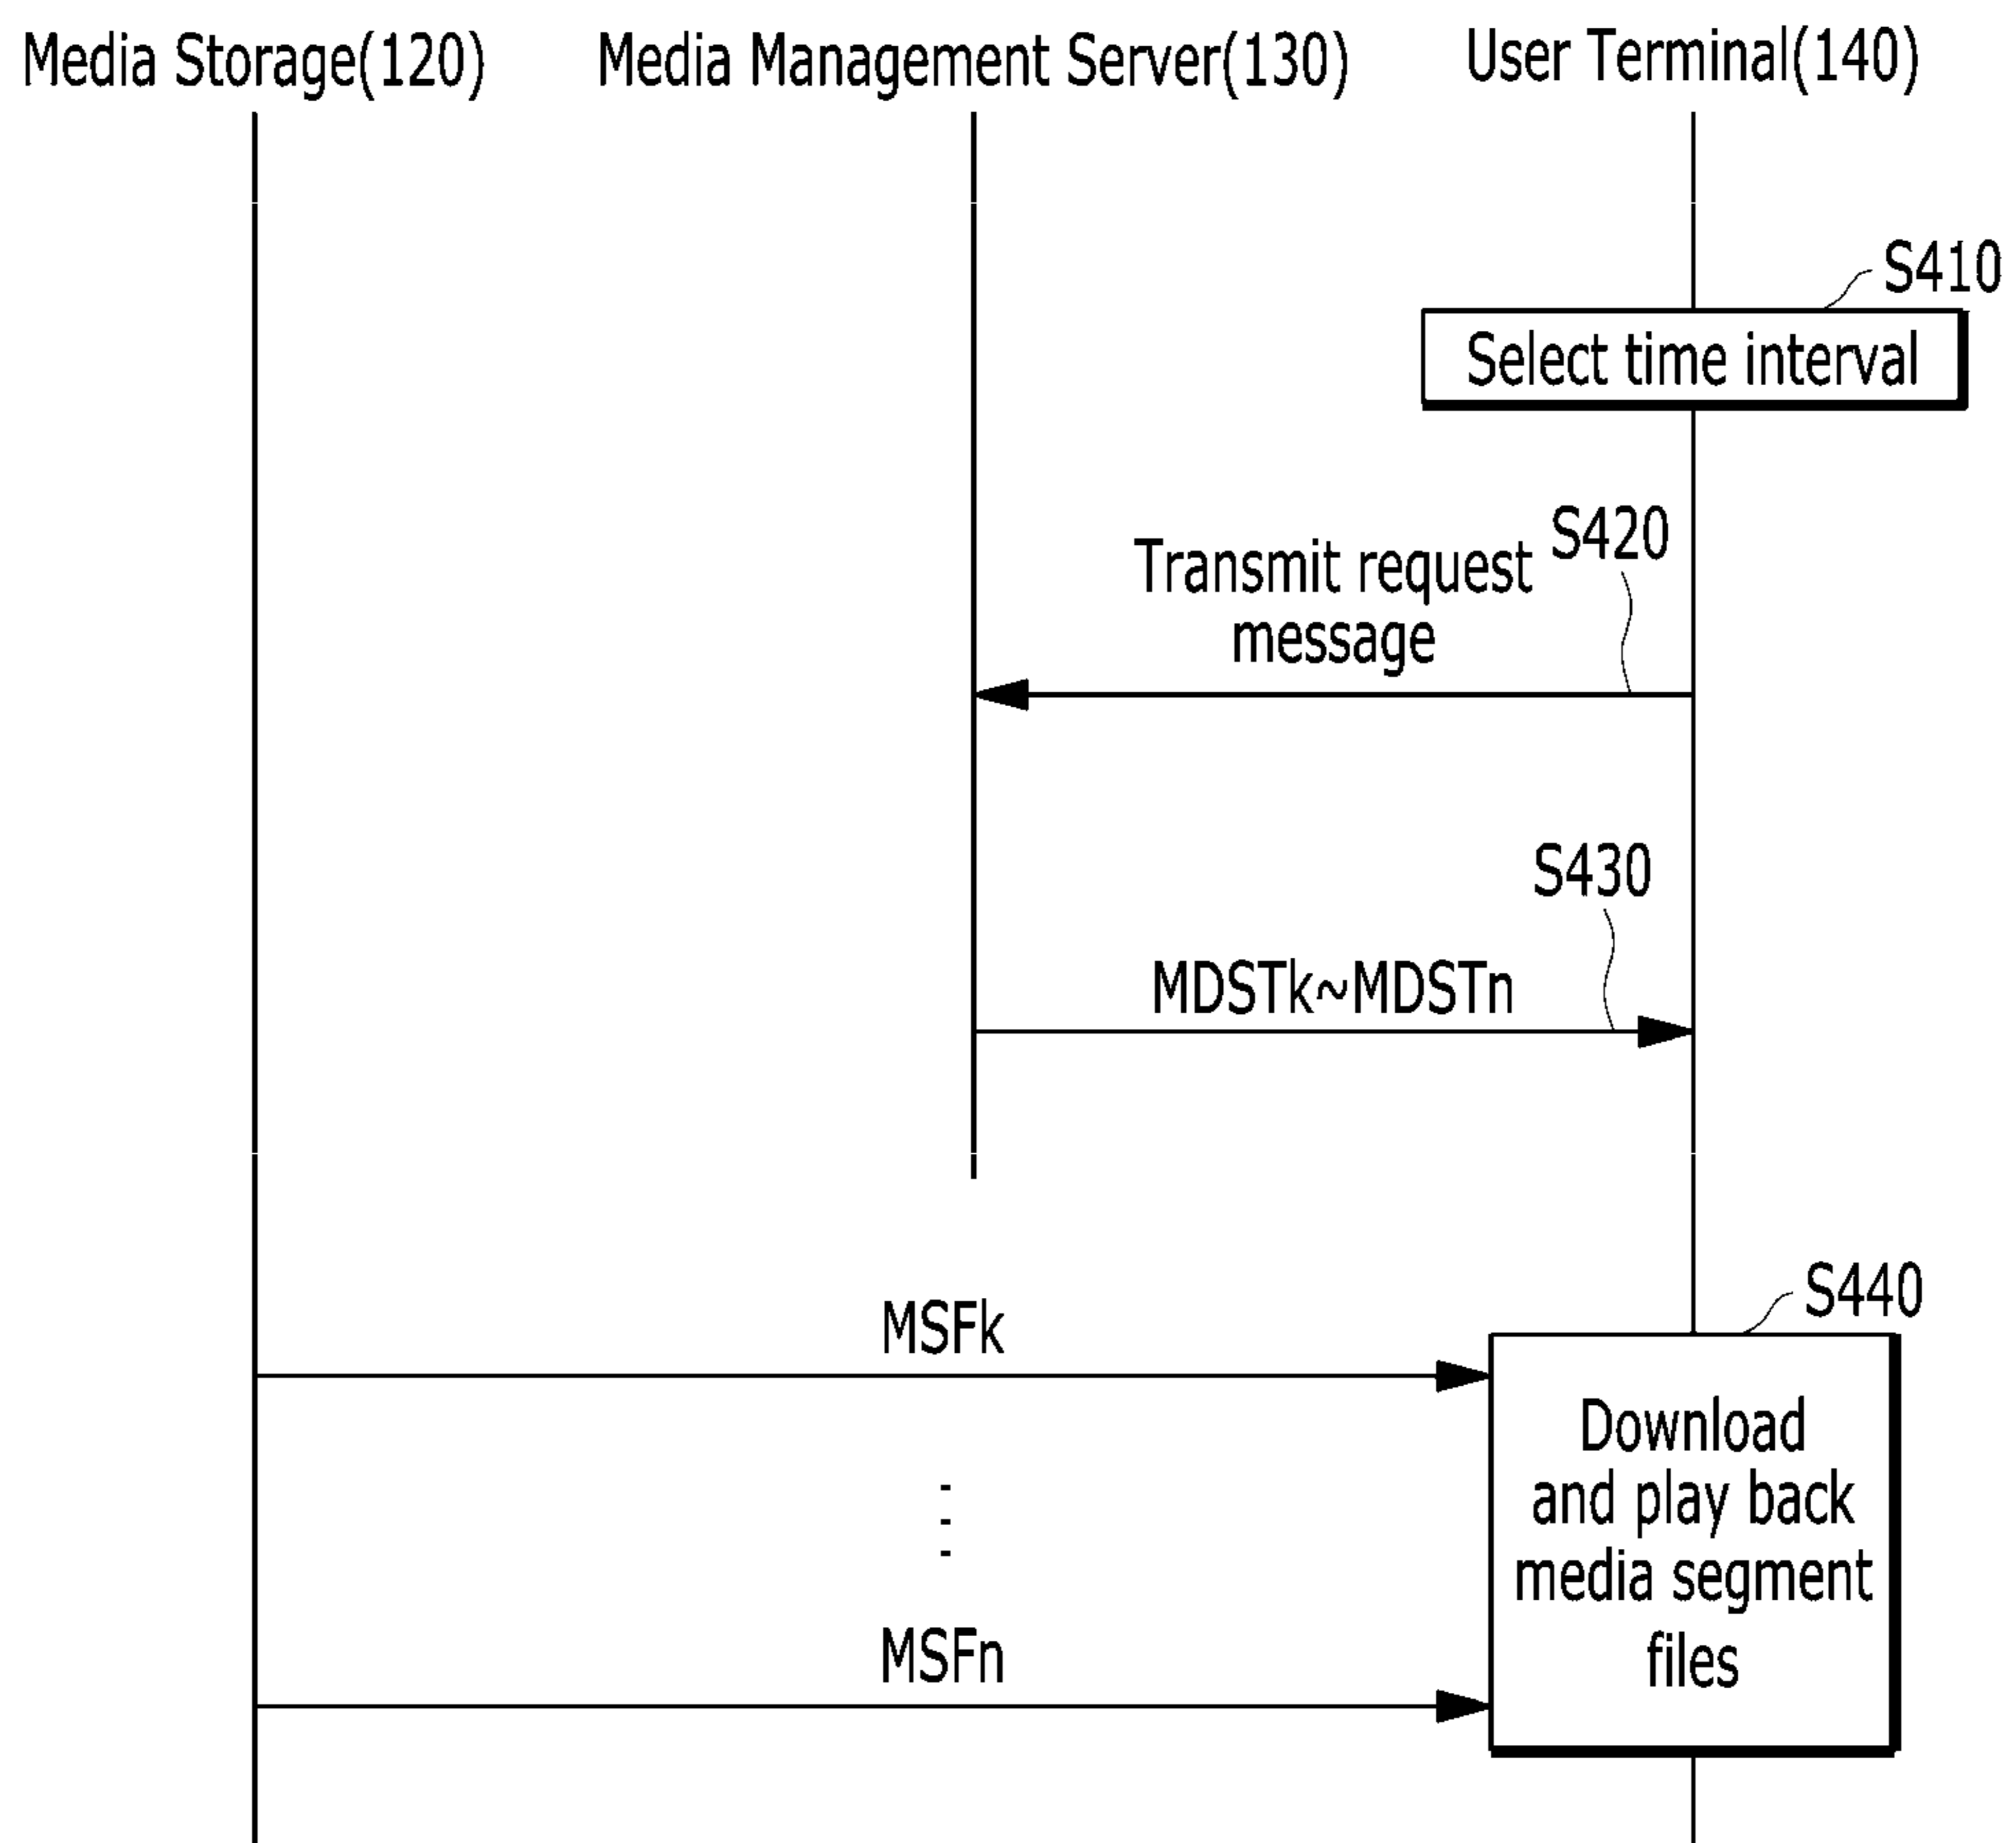 Media Storage(120)
Media Management Server(130)
User Terminal(140)
S410
Select time interval
S420
Transmit request
message
S430
MDSTk~MDSTn
S440
MSFk
Download
and play back
media segment
files
MSFn